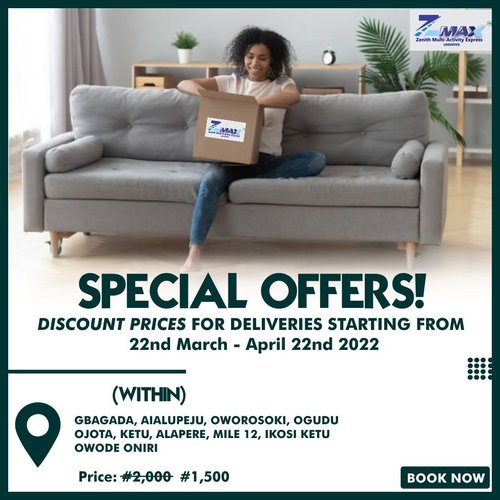 Z MAX
Zenith Multi-Activity Express
LOGISTICS
Z MAX
SPECIAL OFFERS!
DISCOUNT PRICES FOR DELIVERIES STARTING FROM
22nd March - April 22nd 2022
(WITHIN)
GBAGADA, AIALUPEJU, OWOROSOKI, OGUDU
OJOTA, KETU, ALAPERE, MILE 12, IKOSI KETU
OWODE ONIRI
Price: #2,000 #1,500
BOOK NOW